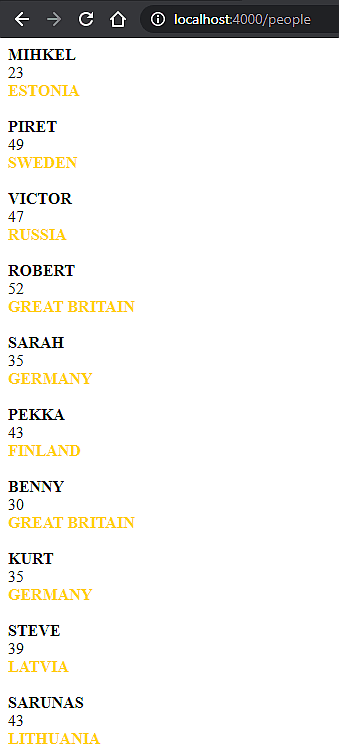 localhost:4000/people
MIHKEL
23
ESTONIA
PIRET
49
SWEDEN
VICTOR
47
RUSSIA
ROBERT
52
GREAT BRITAIN
SARAH
35
GERMANY
PEKKA
43
FINLAND
BENNY
30
GREAT BRITAIN
KURT
35
GERMANY
STEVE
39
LATVIA
SARUNAS
43
LITHUANIA